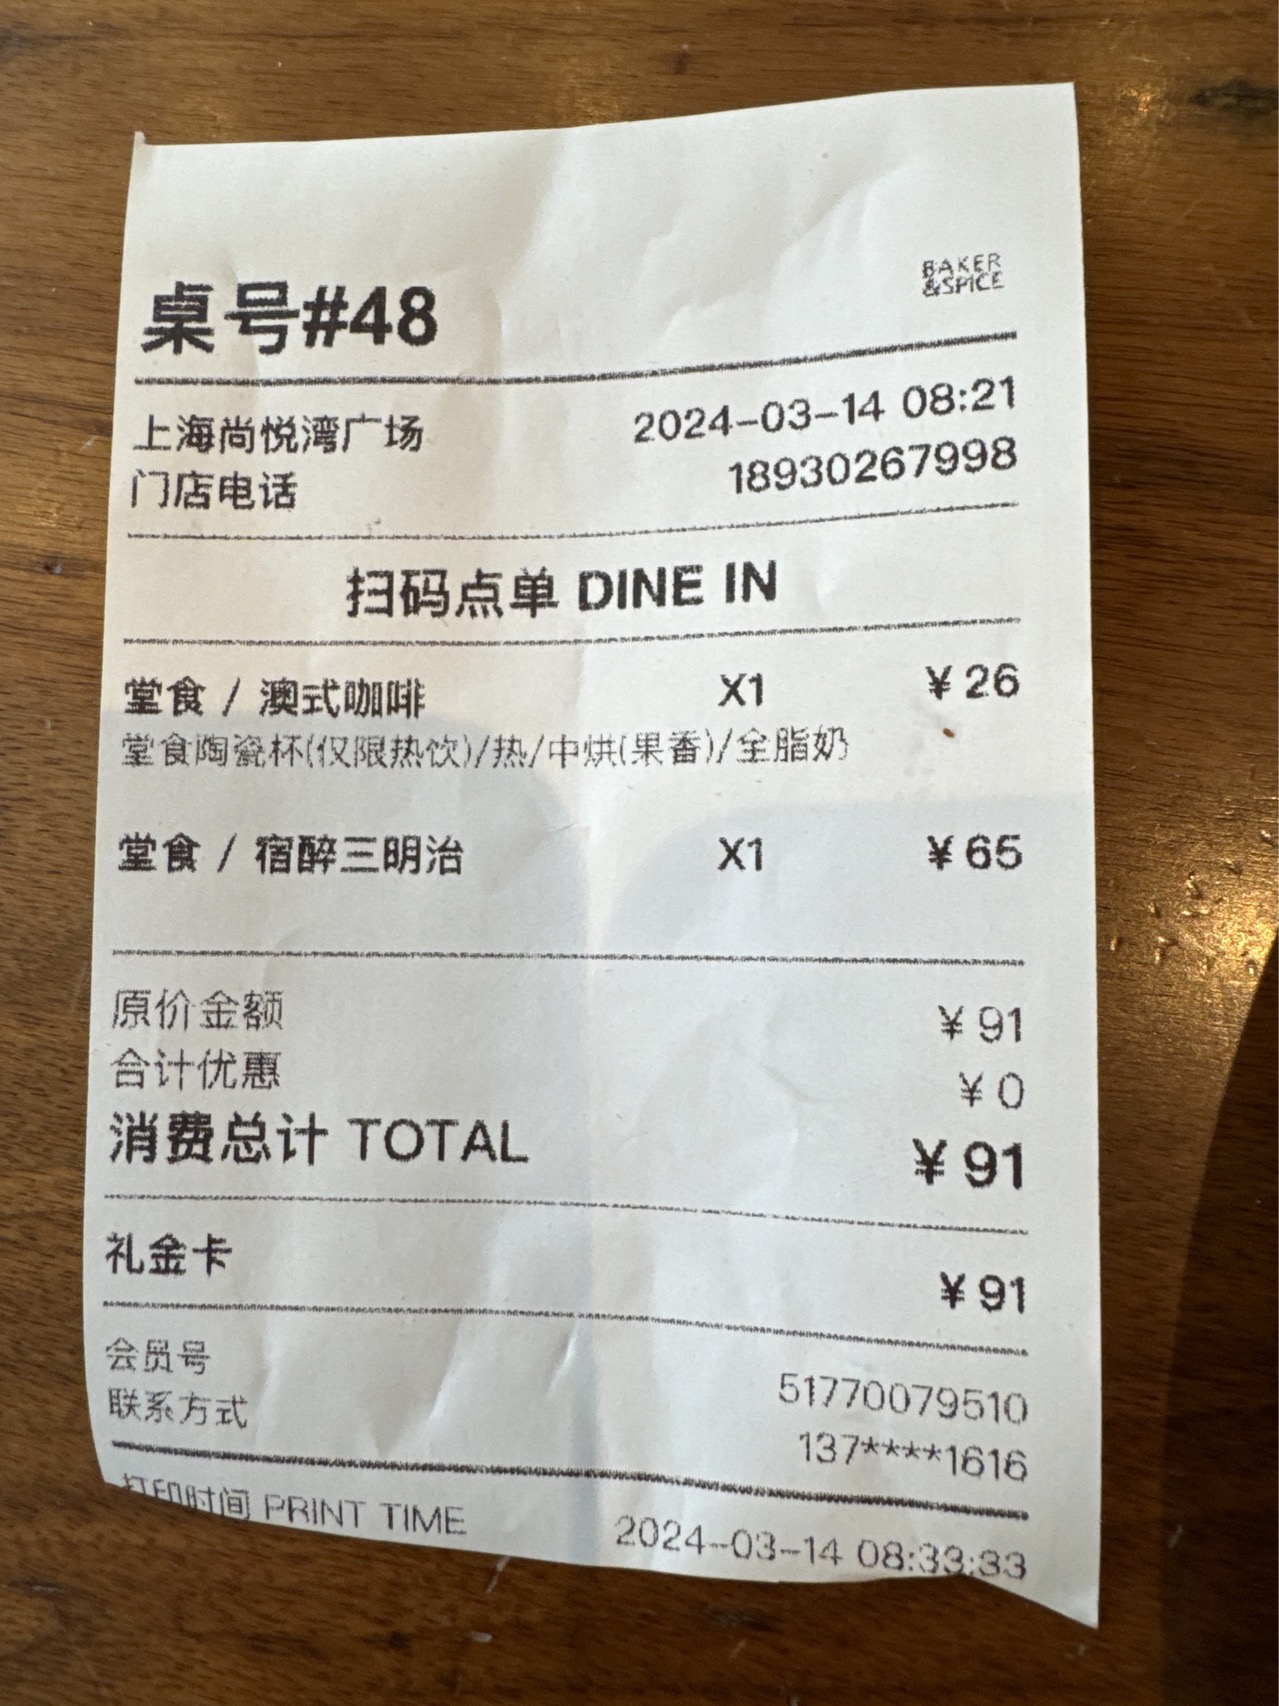 BAKER
&SPICE
桌号#48
上海尚悦湾广场 2024-03-14 08:21
门店电话 18930267998
扫码点单 DINE IN
堂食 / 澳式咖啡 X1 ¥26
堂食陶瓷杯(仅限热饮)/热/中烘(果香)/全脂奶
堂食 / 宿醉三明治 X1 ¥65
原价金额 ¥91
合计优惠 ¥0
消费总计 TOTAL ¥91
礼金卡 ¥91
会员号 51770079510
联系方式 137****1616
打印时间 PRINT TIME 2024-03-14 08:33:33